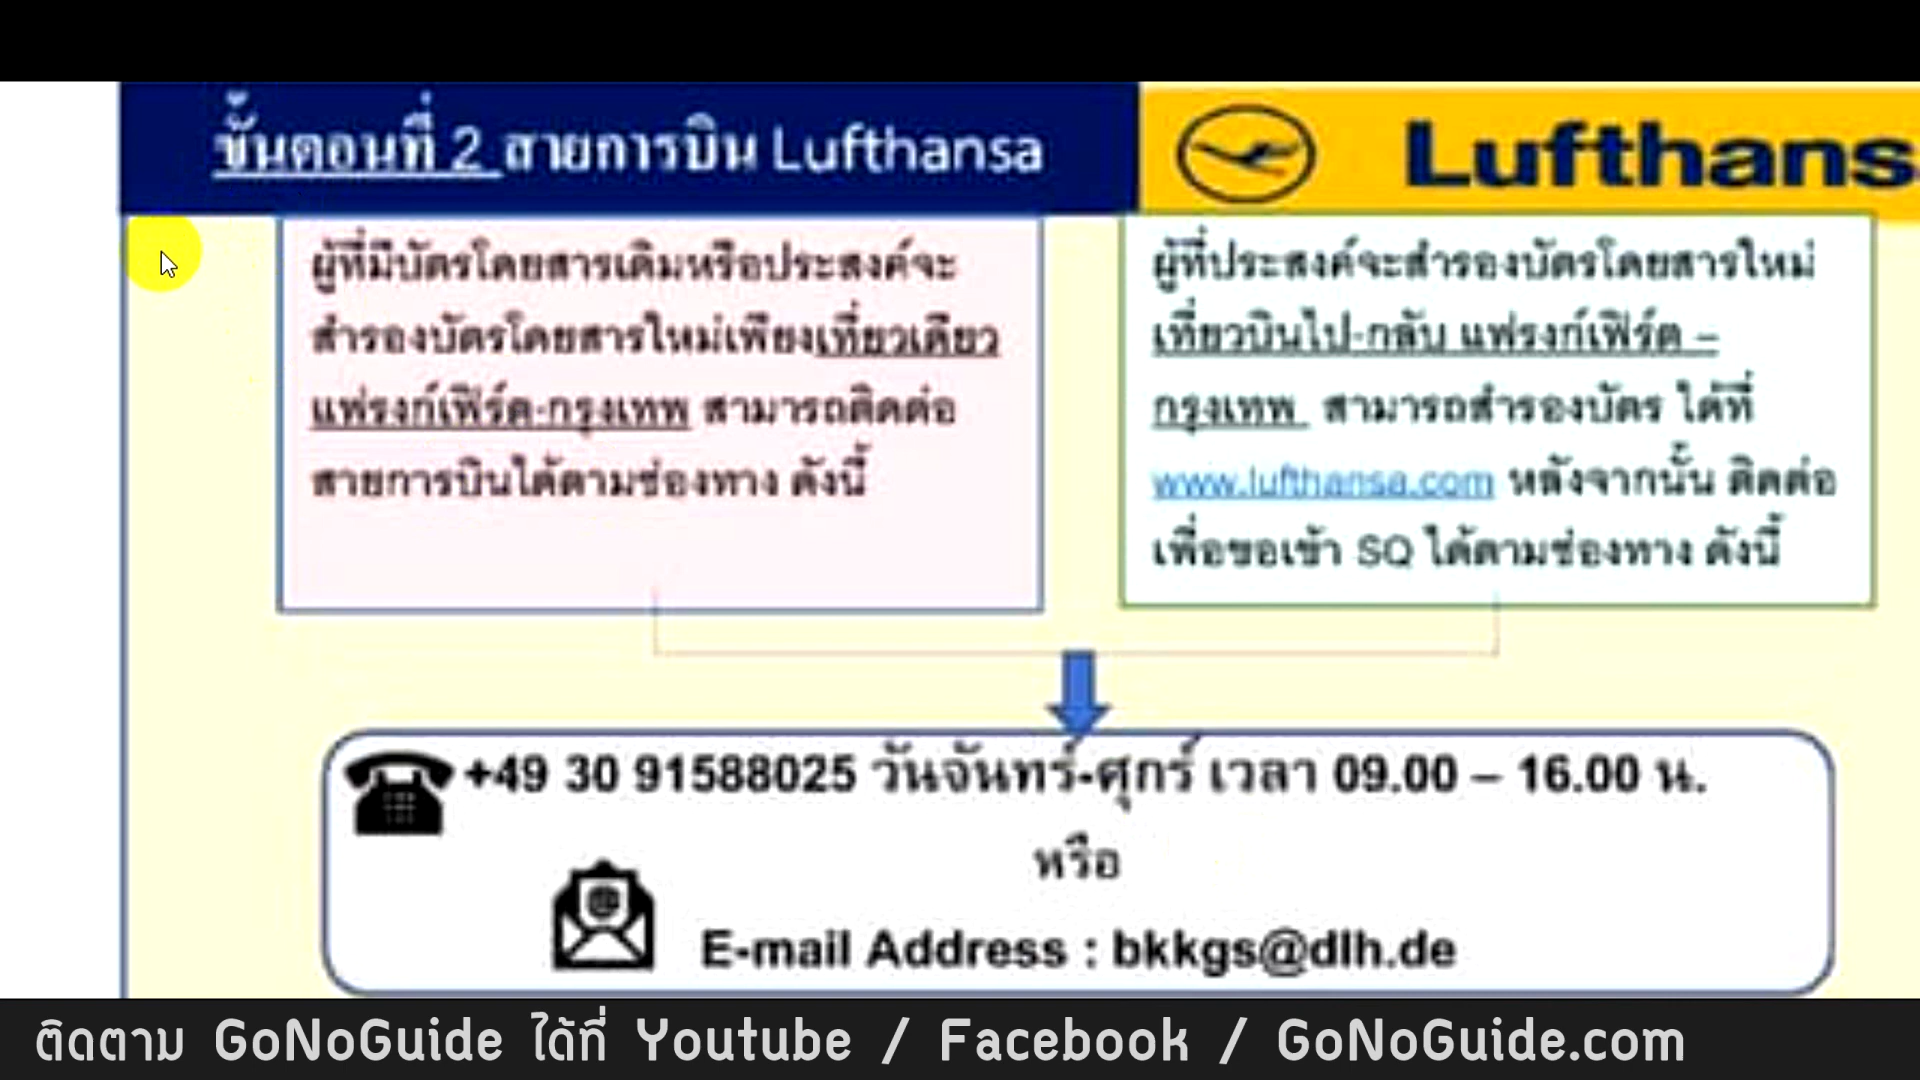 ขั้นตอนที่ 2 สายการบิน Lufthansa
Lufthans
ผู้ที่มีบัตรโดยสารเดิมหรือประสงค์จะ
สำรองบัตรโดยสารใหม่เพียงเที่ยวเดียว
แฟรงก์เฟิร์ต-กรุงเทพ สามารถติดต่อ
สายการบินได้ตามช่องทาง ดังนี้
ผู้ที่ประสงค์จะสำรองบัตรโดยสารใหม่
เที่ยวบินไป-กลับ แฟรงก์เฟิร์ต –
กรุงเทพ สามารถสำรองบัตร ได้ที่
www.lufthansa.com หลังจากนั้น ติดต่อ
เพื่อขอเข้า SQ ได้ตามช่องทาง ดังนี้
+49 30 91588025 วันจันทร์-ศุกร์ เวลา 09.00 – 16.00 น.
หรือ
E-mail Address : bkkgs@dlh.de
ติดตาม GoNoGuide ได้ที่ Youtube / Facebook / GoNoGuide.com